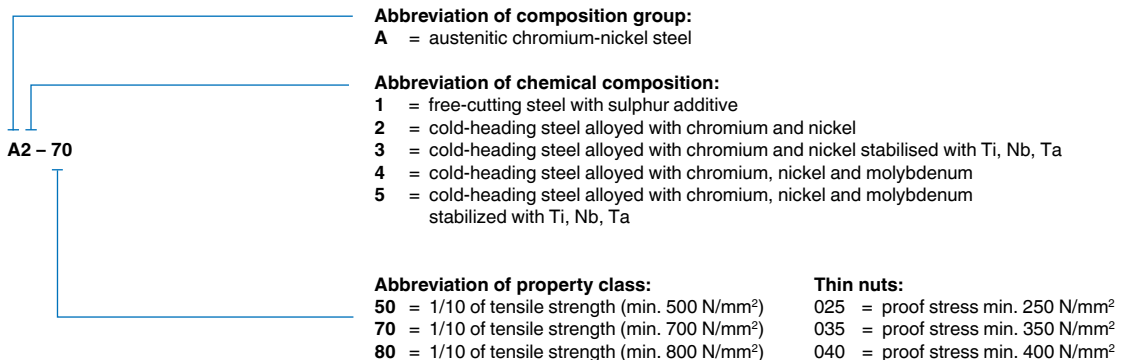 Abbreviation of composition group:
A = austenitic chromium-nickel steel
Abbreviation of chemical composition:
1 = free-cutting steel with sulphur additive
2 = cold-heading steel alloyed with chromium and nickel
3 = cold-heading steel alloyed with chromium and nickel stabilised with Ti, Nb, Ta
4 = cold-heading steel alloyed with chromium, nickel and molybdenum
5 = cold-heading steel alloyed with chromium, nickel and molybdenum
stabilized with Ti, Nb, Ta
A2 – 70
Abbreviation of property class:
50 = 1/10 of tensile strength (min. 500 N/mm²)
70 = 1/10 of tensile strength (min. 700 N/mm²)
80 = 1/10 of tensile strength (min. 800 N/mm²)
Thin nuts:
025 = proof stress min. 250 N/mm²
035 = proof stress min. 350 N/mm²
040 = proof stress min. 400 N/mm²